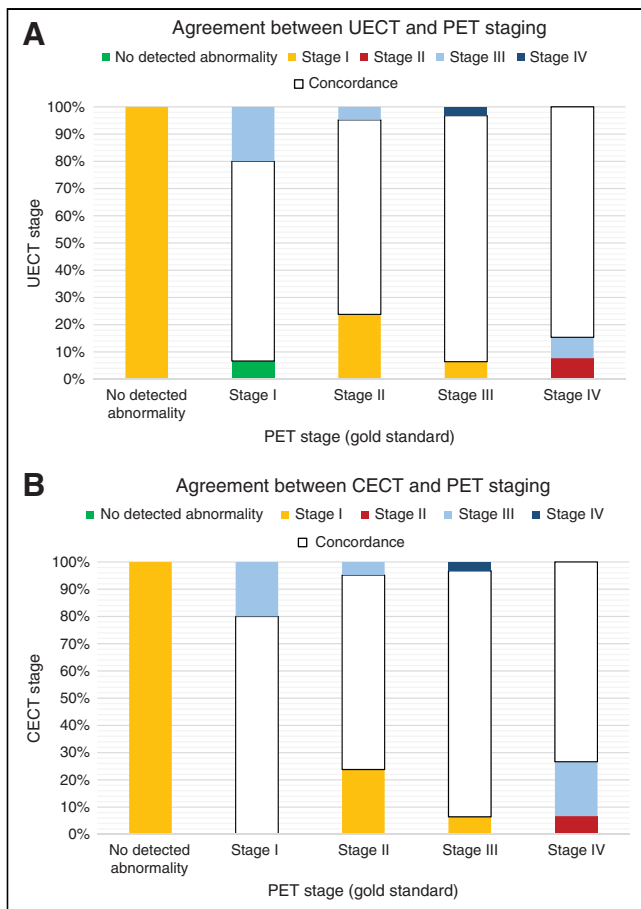 A
Agreement between UECT and PET staging
No detected abnormality Stage I Stage II Stage III Stage IV
Concordance
100%
90%
80%
70%
60%
50%
40%
30%
20%
10%
0%
UECT stage
No detected abnormality Stage I Stage II Stage III Stage IV
PET stage (gold standard)
B
Agreement between CECT and PET staging
No detected abnormality Stage I Stage II Stage III Stage IV
Concordance
100%
90%
80%
70%
60%
50%
40%
30%
20%
10%
0%
CECT stage
No detected abnormality Stage I Stage II Stage III Stage IV
PET stage (gold standard)